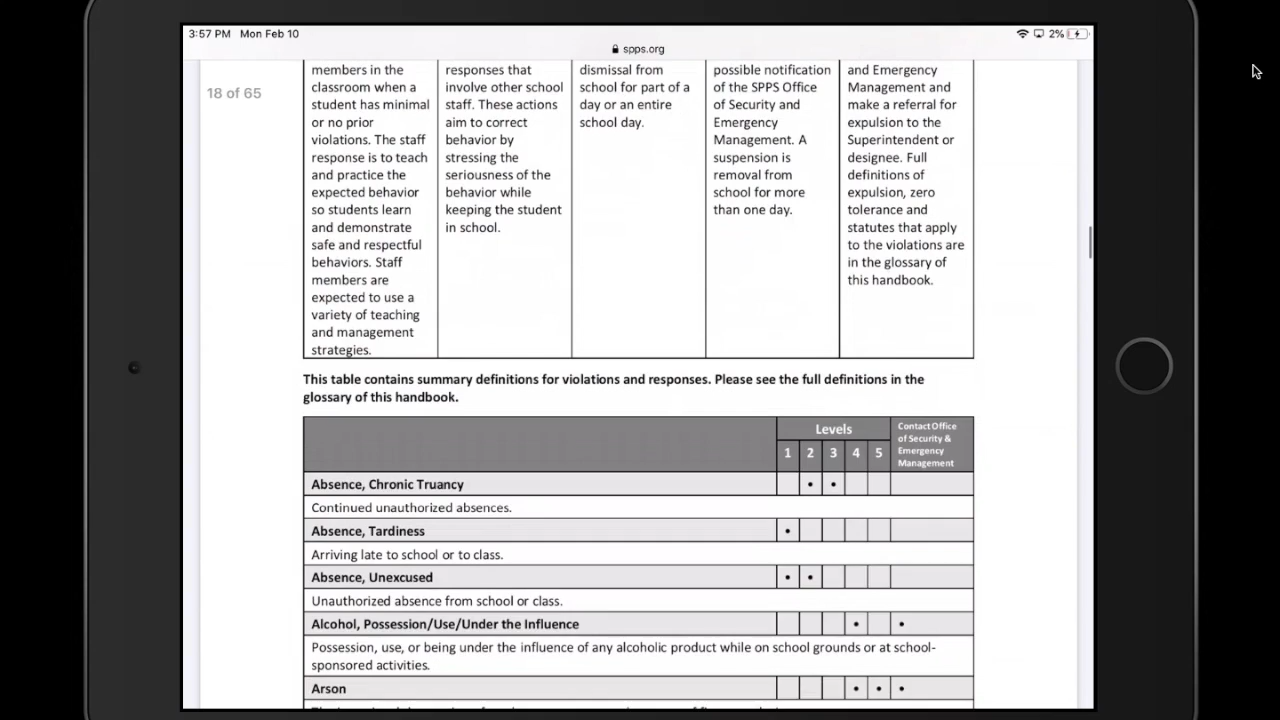 3:57 PM Mon Feb 10
2%
spps.org
18 of 65
members in the
classroom when a
student has minimal
or no prior
violations. The staff
response is to teach
and practice the
expected behavior
so students learn
and demonstrate
safe and respectful
behaviors. Staff
members are
expected to use a
variety of teaching
and management
strategies.
responses that
involve other school
staff. These actions
aim to correct
behavior by
stressing the
seriousness of the
behavior while
keeping the student
in school.
dismissal from
school for part of a
day or an entire
school day.
possible notification
of the SPPS Office
of Security and
Emergency
Management. A
suspension is
removal from
school for more
than one day.
and Emergency
Management and
make a referral for
expulsion to the
Superintendent or
designee. Full
definitions of
expulsion, zero
tolerance and
statutes that apply
to the violations are
in the glossary of
this handbook.
This table contains summary definitions for violations and responses. Please see the full definitions in the
glossary of this handbook.
Levels
1 2 3 4 5
Contact Office
of Security &
Emergency
Management
Absence, Chronic Truancy • •
Continued unauthorized absences.
Absence, Tardiness •
Arriving late to school or to class.
Absence, Unexcused • •
Unauthorized absence from school or class.
Alcohol, Possession/Use/Under the Influence • •
Possession, use, or being under the influence of any alcoholic product while on school grounds or at school-
sponsored activities.
Arson • • •